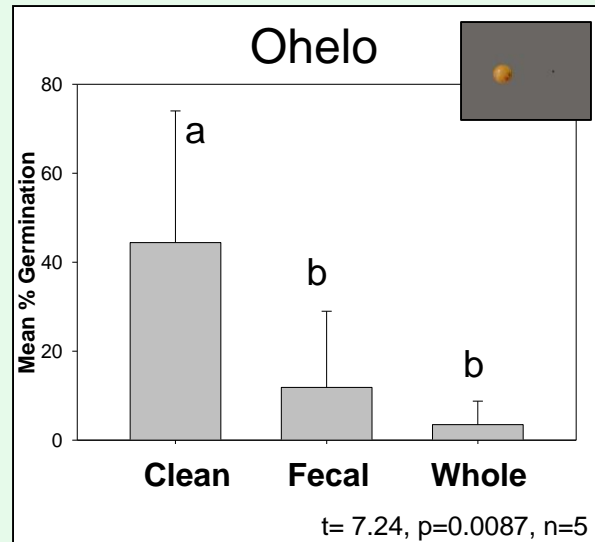 Ohelo
80
60
40
20
0
Mean % Germination
a
b
b
Clean Fecal Whole
t= 7.24, p=0.0087, n=5